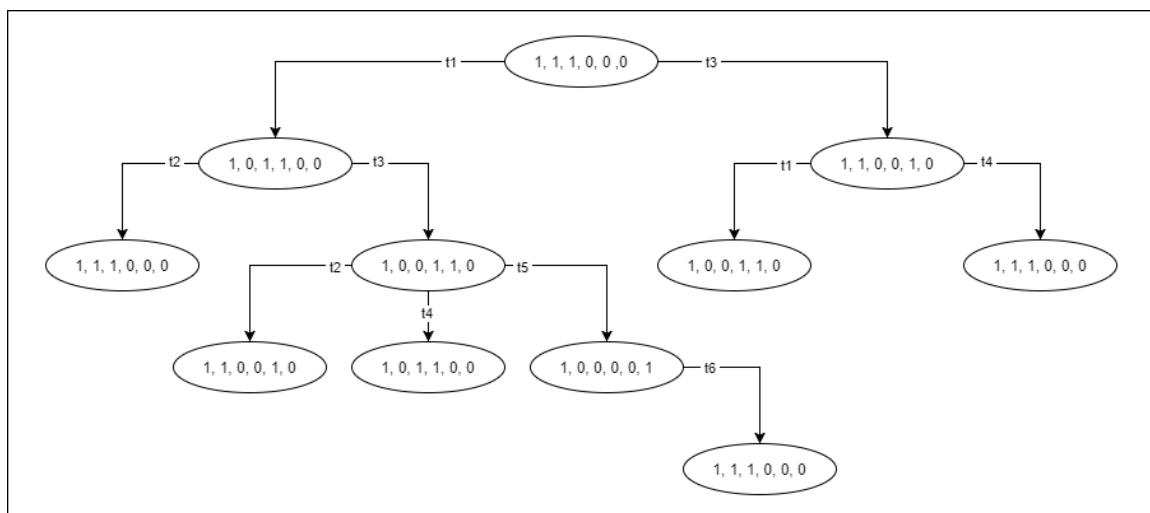 t1
1, 1, 1, 0, 0 ,0
t3
t2
1, 0, 1, 1, 0, 0
t3
t1
1, 1, 0, 0, 1, 0
t4
1, 1, 1, 0, 0, 0
t2
1, 0, 0, 1, 1, 0
t5
1, 0, 0, 1, 1, 0
1, 1, 1, 0, 0, 0
t4
1, 1, 0, 0, 1, 0
1, 0, 1, 1, 0, 0
1, 0, 0, 0, 0, 1
t6
1, 1, 1, 0, 0, 0